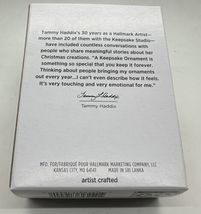 Tammy Haddix's 30 years as a Hallmark Artist—
more than 20 of them with the Keepsake Studio—
have included countless conversations with people
who share meaningful stories about her
Christmas creations. "A Keepsake Ornament is
something so special that you keep it forever.
Thinking about people bringing my ornaments
out every year...I can't even describe how it feels.
It's very touching and very emotional for me."
Tammy L. Haddix
Tammy Haddix
MFD. FOR/FABRIQUÉ POUR HALLMARK MARKETING COMPANY, LLC
KANSAS CITY, MO 64141 MADE IN SRI LANKA
artist crafted